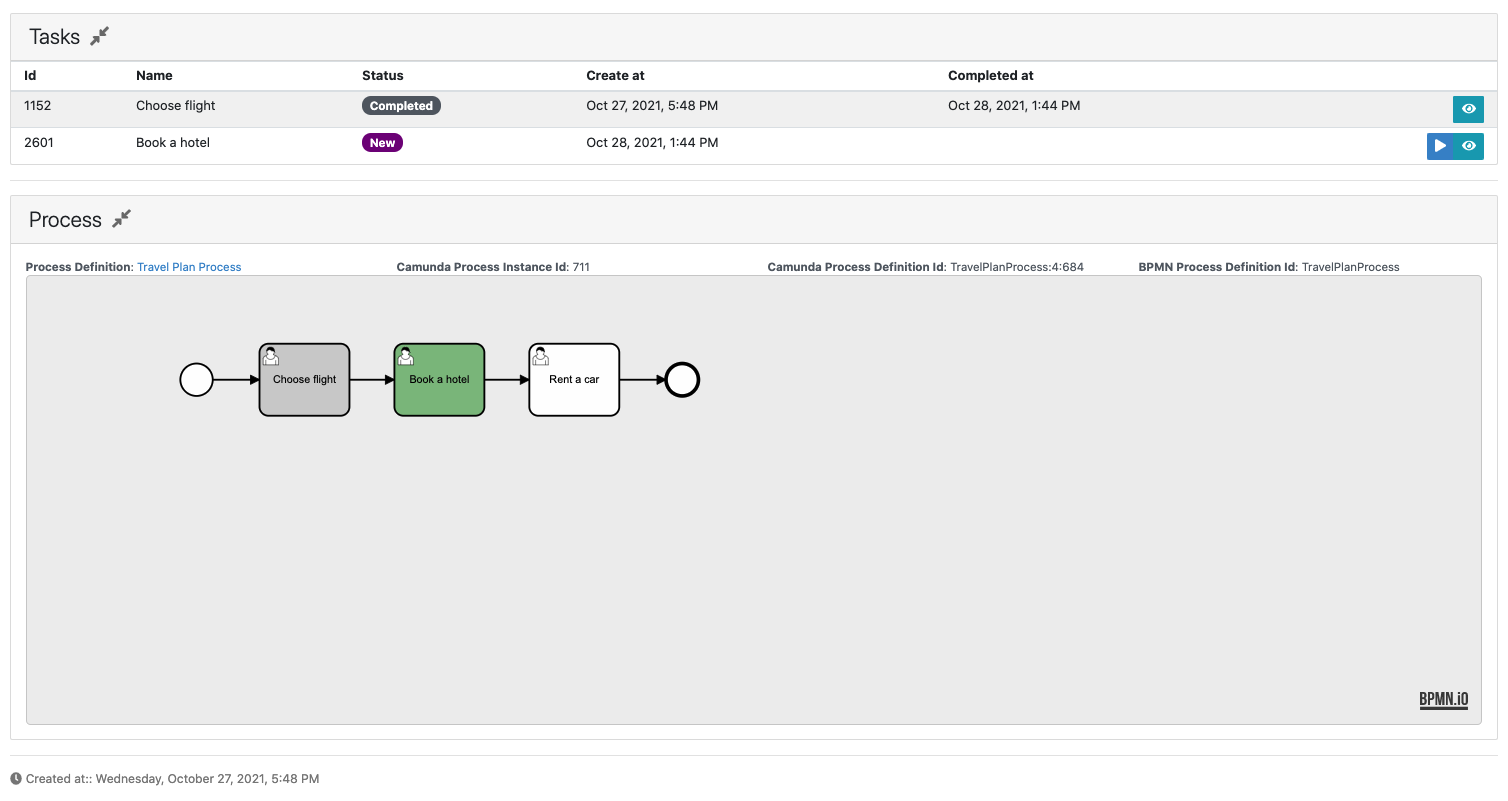 Tasks
Id Name Status Create at Completed at
1152 Choose flight Completed Oct 27, 2021, 5:48 PM Oct 28, 2021, 1:44 PM
2601 Book a hotel New Oct 28, 2021, 1:44 PM
Process
Process Definition: Travel Plan Process Camunda Process Instance Id: 711 Camunda Process Definition Id: TravelPlanProcess:4:684 BPMN Process Definition Id: TravelPlanProcess
Choose flight Book a hotel Rent a car
BPMN.iO
Created at:: Wednesday, October 27, 2021, 5:48 PM